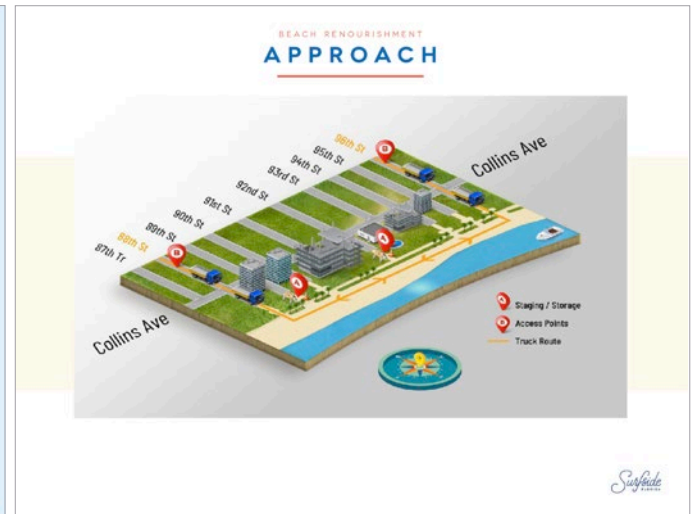 BEACH RENOURISHMENT
APPROACH
96th St
95th St
94th St
93rd St
92nd St
91st St
90th St
89th St
88th St
87th Tr
Collins Ave
Collins Ave
B
B
A
A
A Staging / Storage
B Access Points
Truck Route
Surfside
FLORIDA